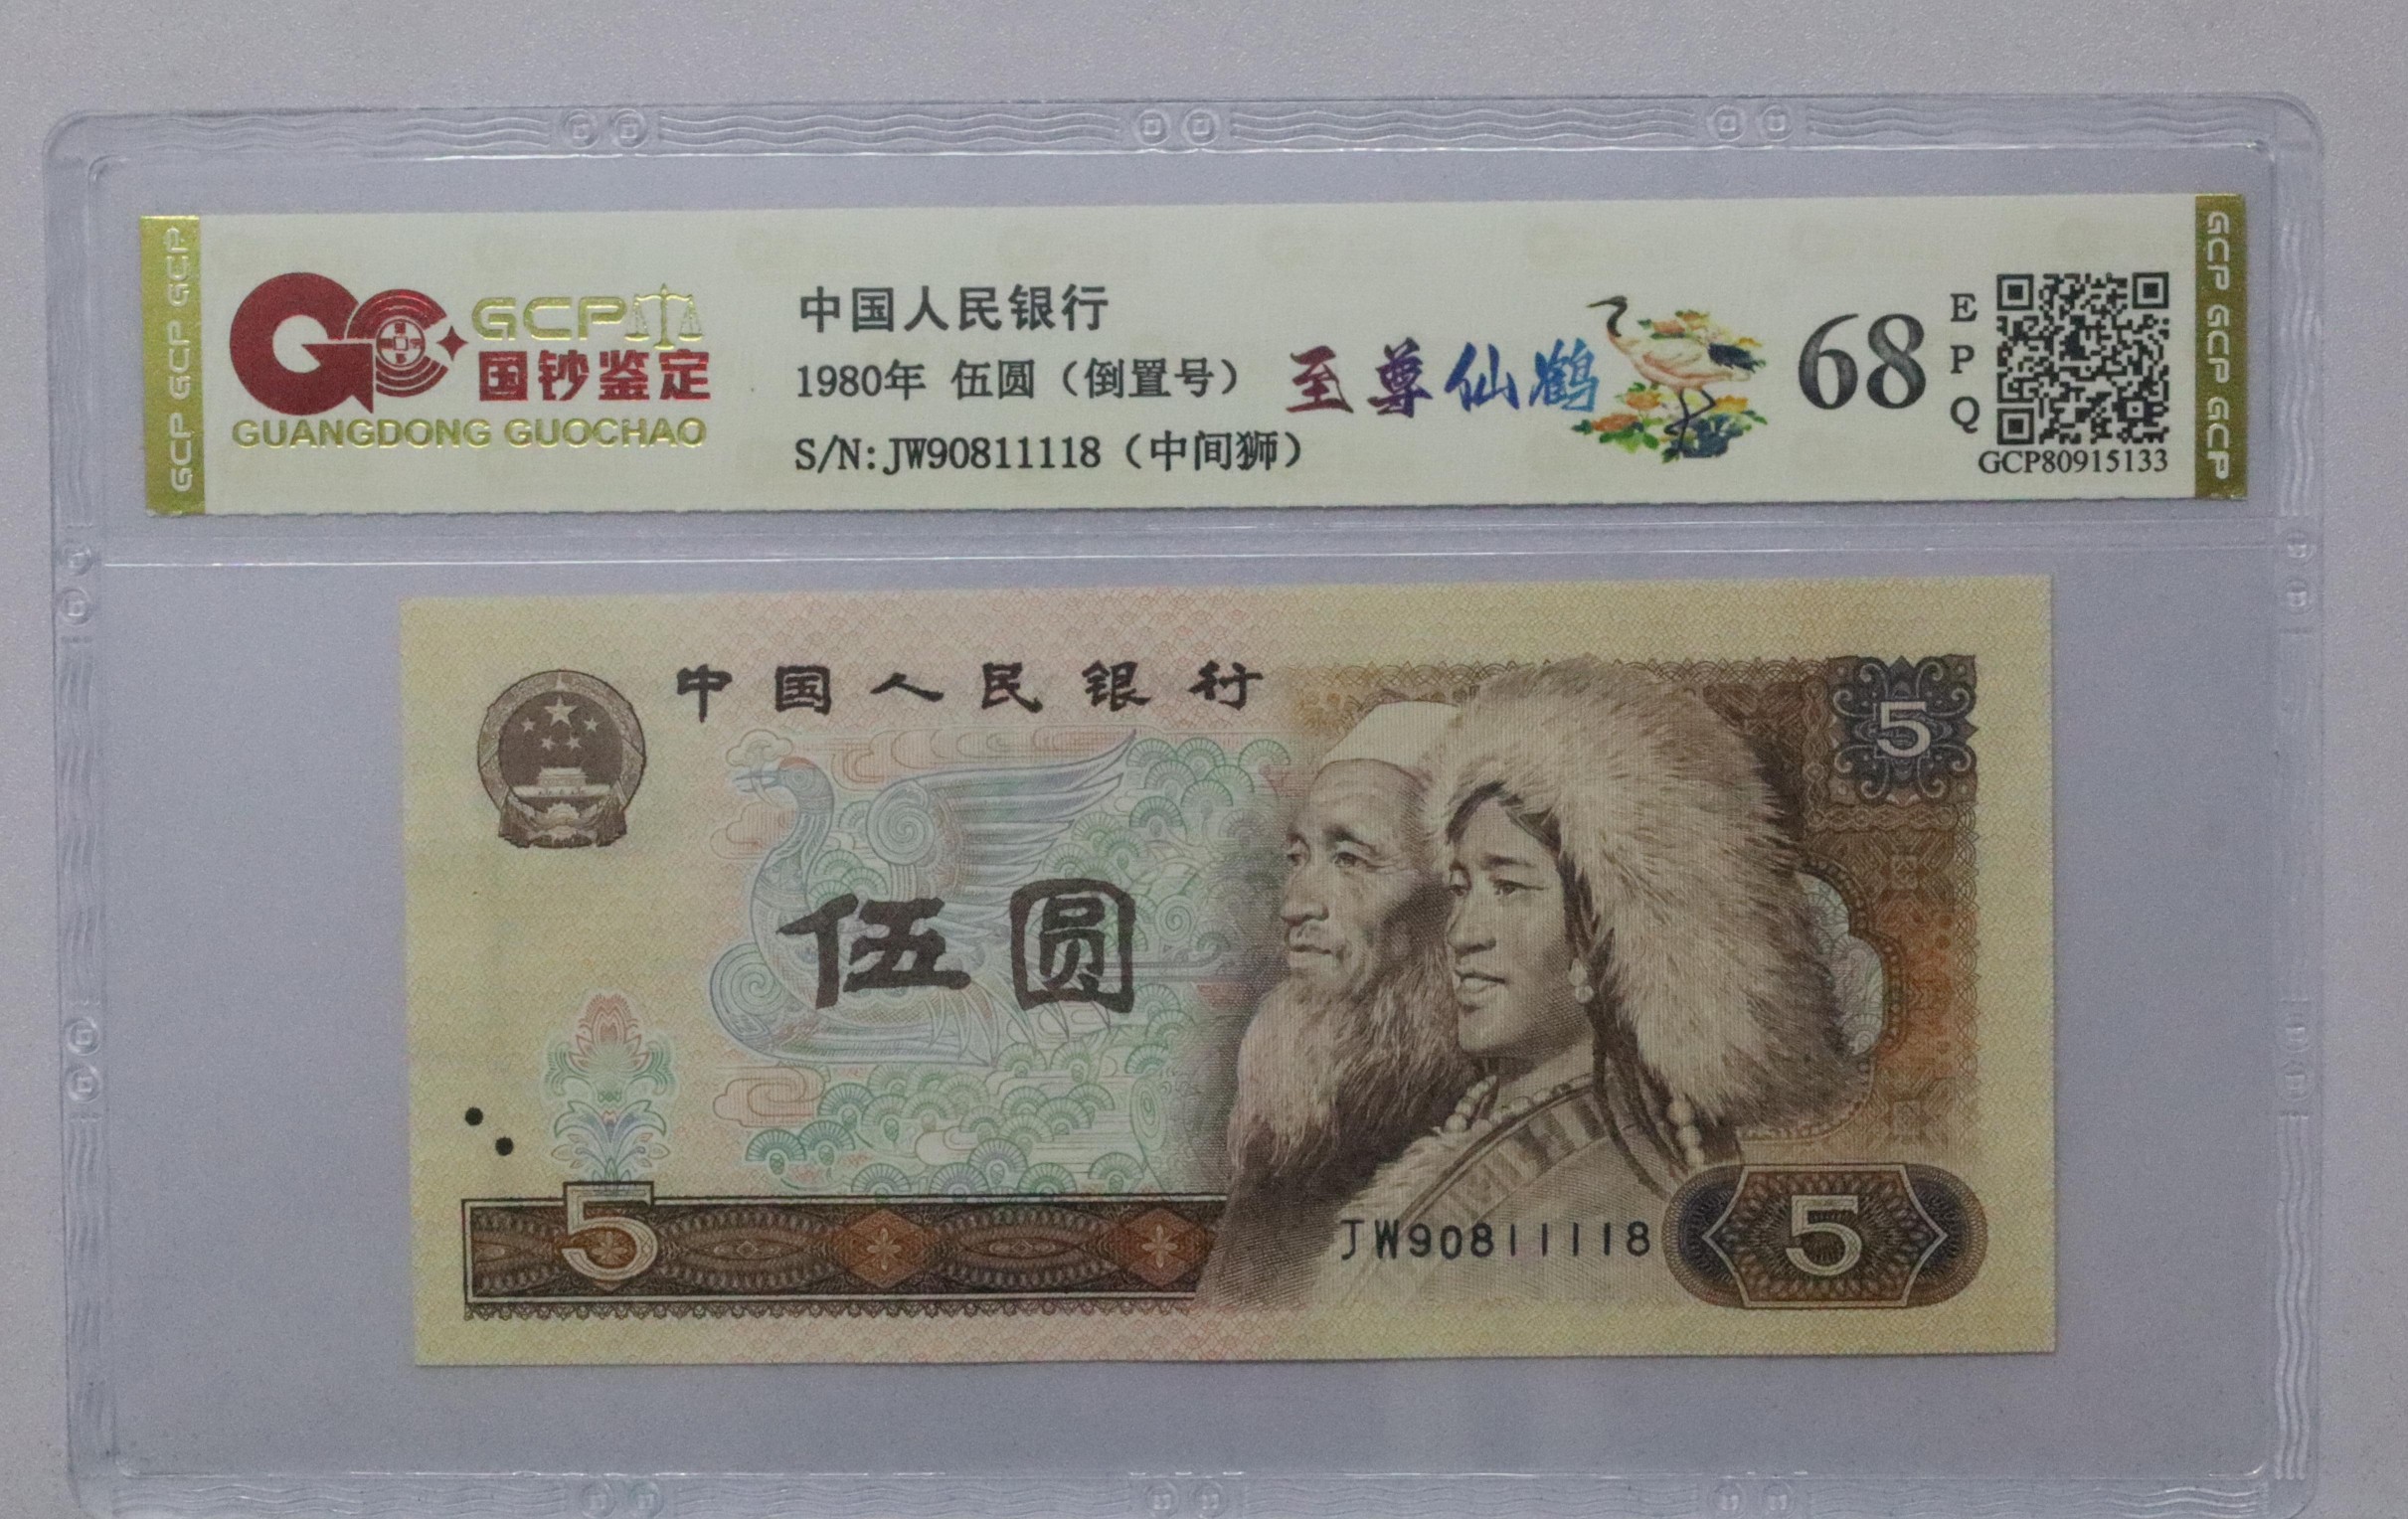 GCP GCP GCP
GCP
国钞鉴定
GUANGDONG GUOCHAO
中国人民银行
1980年 伍圆（倒置号）
S/N:JW90811118（中间狮）
至尊仙鹤
68
EPQ
GCP80915133
GCP GCP GCP
中国人民银行
5
伍圆
5
JW90811118
5